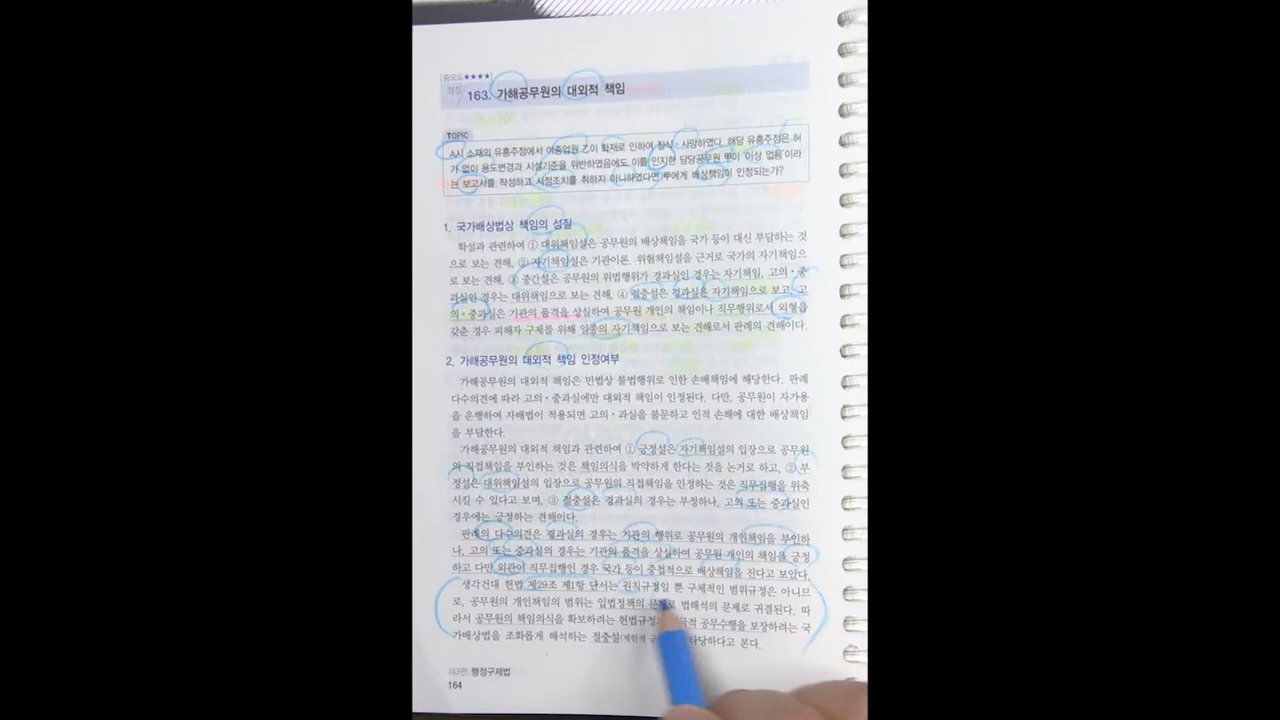 [중요도★★★★]
쟁점
163. 가해공무원의 대외적 책임
TOPIC
A시 소재의 유흥주점에서 여종업원 乙이 화재로 인하여 질식·사망하였다. 해당 유흥주점은 허
가 없이 용도변경과 시설기준을 위반하였음에도 이를 인지한 담당공무원 甲이 '이상 없음'이라
는 보고서를 작성하고 시정조치를 취하지 아니하였다면 甲에게 배상책임이 인정되는가?
1. 국가배상법상 책임의 성질
학설과 관련하여 ① 대위책임설은 공무원의 배상책임을 국가 등이 대신 부담하는 것
으로 보는 견해, ② 자기책임설은 기관이론, 위험책임설을 근거로 국가의 자기책임으
로 보는 견해, ③ 중간설은 공무원의 위법행위가 경과실인 경우는 자기책임, 고의·중
과실인 경우는 대위책임으로 보는 견해, ④ 절충설은 경과실은 자기책임으로 보고, 고
의·중과실은 기관의 품격을 상실하여 공무원 개인의 책임이나 직무행위로서 외형을
갖춘 경우 피해자 구제를 위해 일종의 자기책임으로 보는 견해로서 판례의 견해이다.
2. 가해공무원의 대외적 책임 인정여부
가해공무원의 대외적 책임은 민법상 불법행위로 인한 손배책임에 해당한다. 판례
다수의견에 따라 고의·중과실에만 대외적 책임이 인정된다. 다만, 공무원이 자가용
을 운행하여 자배법이 적용되면 고의·과실을 불문하고 인적 손해에 대한 배상책임
을 부담한다.
가해공무원의 대외적 책임과 관련하여 ① 긍정설은 자기책임설의 입장으로 공무원
의 직접책임을 부인하는 것은 책임의식을 박약하게 한다는 것을 논거로 하고, ② 부
정설은 대위책임설의 입장으로 공무원의 직접책임을 인정하는 것은 직무집행을 위축
시킬 수 있다고 보며, ③ 절충설은 경과실의 경우는 부정하나, 고의 또는 중과실인
경우에는 긍정하는 견해이다.
판례의 다수의견은 경과실의 경우는 기관의 행위로 공무원의 개인책임을 부인하
나, 고의 또는 중과실의 경우는 기관의 품격을 상실하여 공무원 개인의 책임을 긍정
하고 다만 외관이 직무집행인 경우 국가 등이 중첩적으로 배상책임을 진다고 보았다.
생각건대 헌법 제29조 제1항 단서는 원칙규정일 뿐 구체적인 범위규정은 아니므
로, 공무원의 개인책임의 범위는 입법정책의 문제로 법해석의 문제로 귀결된다. 따
라서 공무원의 책임의식을 확보하려는 헌법규정 공무수행을 보장하려는 국
가배상법을 조화롭게 해석하는 절충설(제한적 타당하다고 본다.
제3편 행정구제법
164